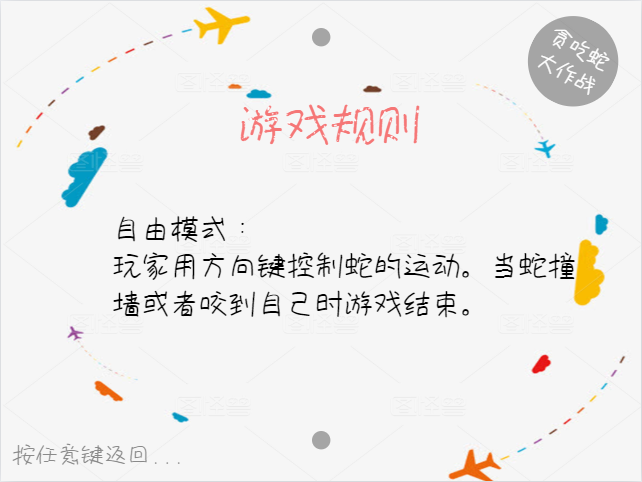 贪吃蛇
大作战
游戏规则
自由模式：
玩家用方向键控制蛇的运动。当蛇撞
墙或者咬到自己时游戏结束。
按任意键返回...